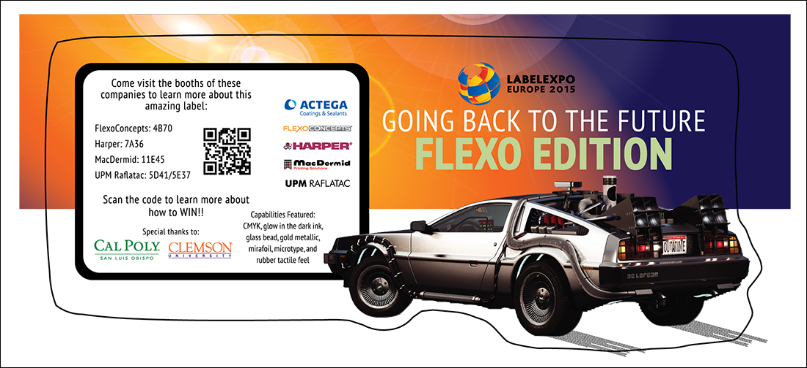 Come visit the booths of these
companies to learn more about this
amazing label:
FlexoConcepts: 4B70
Harper: 7A36
MacDermid: 11E45
UPM Raflatac: 5D41/5E37
Scan the code to learn more about
how to WIN!!
Special thanks to:
CAL POLY
SAN LUIS OBISPO
CLEMSON
UNIVERSITY
ACTEGA
Coatings & Sealants
FLEXOCONCEPTS
HARPER
MacDermid
Printing Solutions
UPM RAFLATAC
Capabilities Featured:
CMYK, glow in the dark ink,
glass bead, gold metallic,
mirafoil, microtype, and
rubber tactile feel
LABELEXPO
EUROPE 2015
GOING BACK TO THE FUTURE
FLEXO EDITION